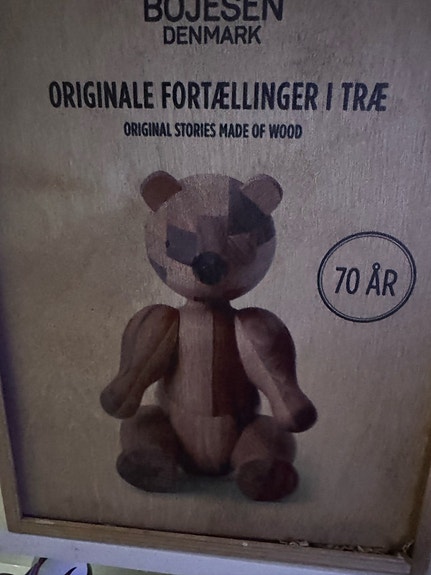 BOJESEN
DENMARK
ORIGINALE FORTÆLLINGER I TRÆ
ORIGINAL STORIES MADE OF WOOD
70 ÅR